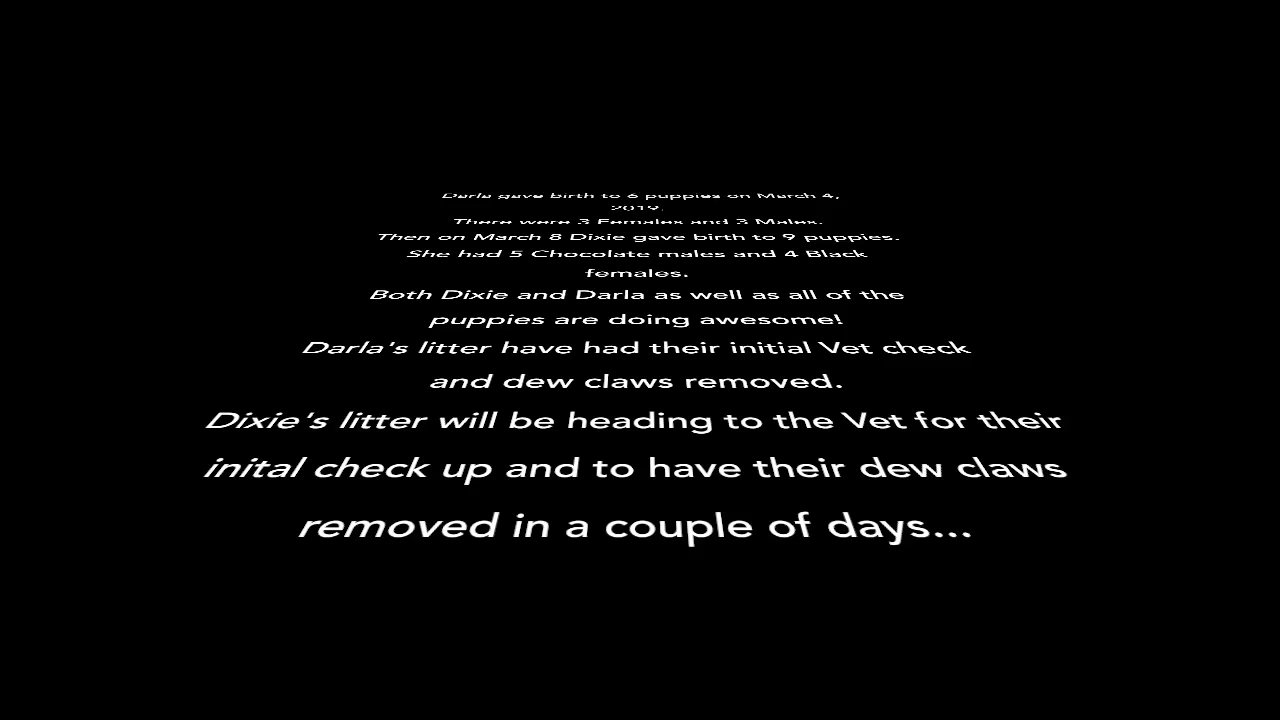 Darla gave birth to 6 puppies on March 4,
2019.
There were 3 Females and 3 Males.
Then on March 8 Dixie gave birth to 9 puppies.
She had 5 Chocolate males and 4 Black
females.
Both Dixie and Darla as well as all of the
puppies are doing awesome!
Darla's litter have had their initial Vet check
and dew claws removed.
Dixie's litter will be heading to the Vet for their
inital check up and to have their dew claws
removed in a couple of days...